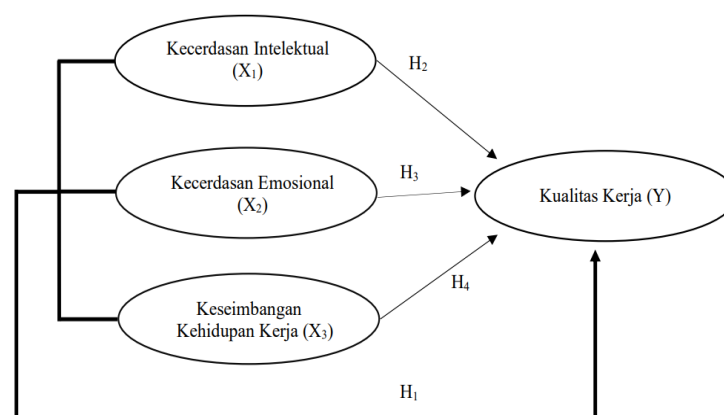 Kecerdasan Intelektual
(X₁)
H₂
Kecerdasan Emosional
(X₂)
H₃
Kualitas Kerja (Y)
Keseimbangan
Kehidupan Kerja (X₃)
H₄
H₁